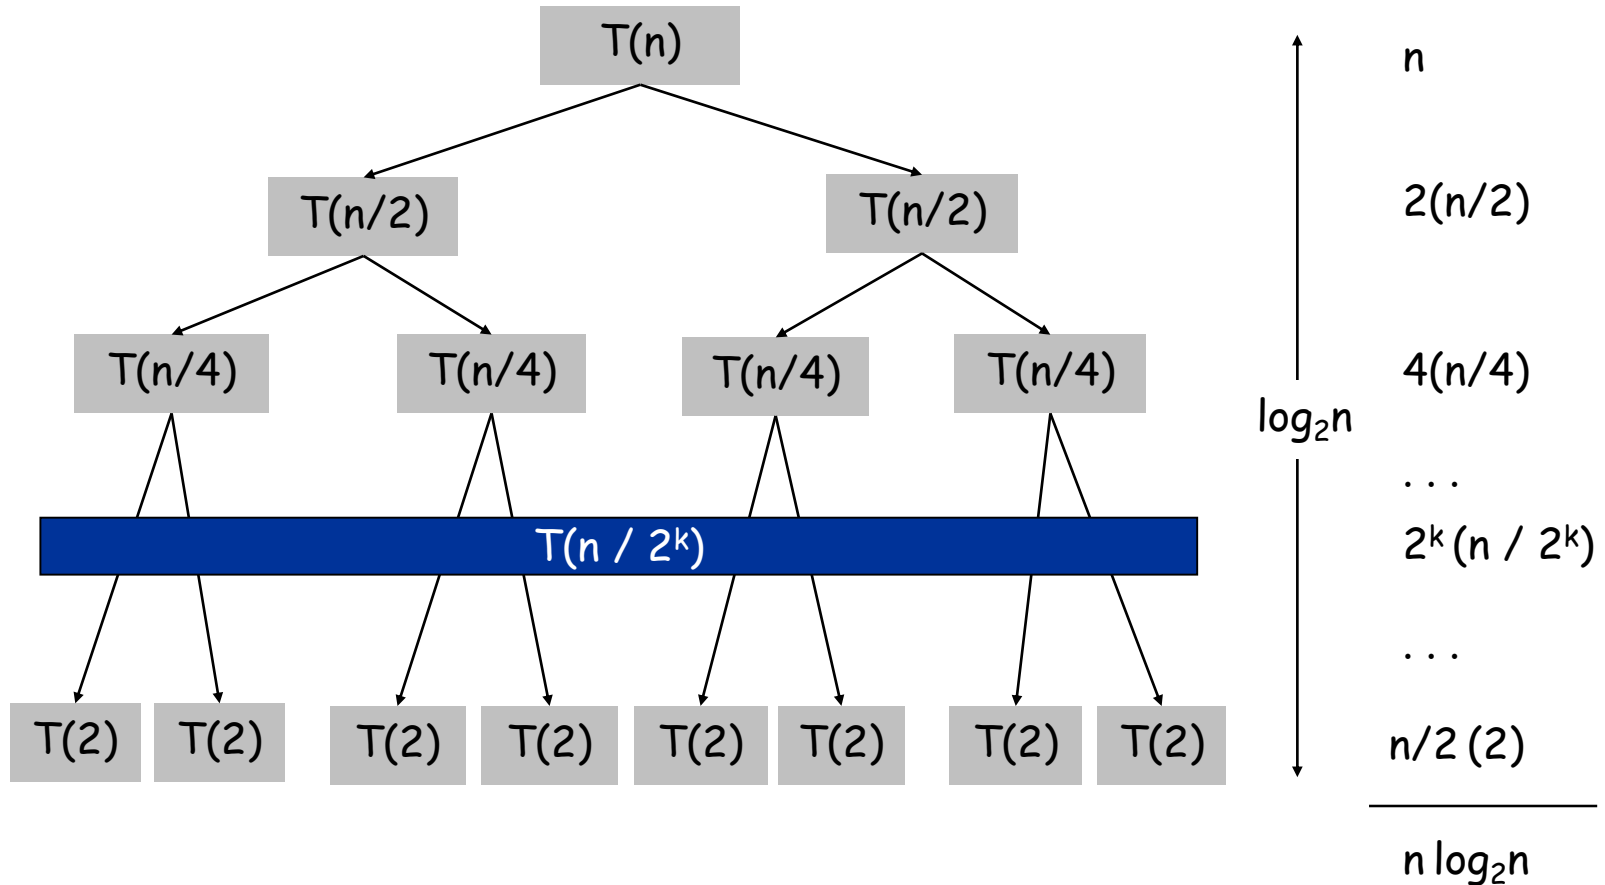 T(n)
n
T(n/2) T(n/2)
2(n/2)
T(n/4) T(n/4) T(n/4) T(n/4)
4(n/4)
log₂n
. . .
T(n / 2ᵏ)
2ᵏ (n / 2ᵏ)
. . .
T(2) T(2) T(2) T(2) T(2) T(2) T(2) T(2)
n/2 (2)
n log₂n